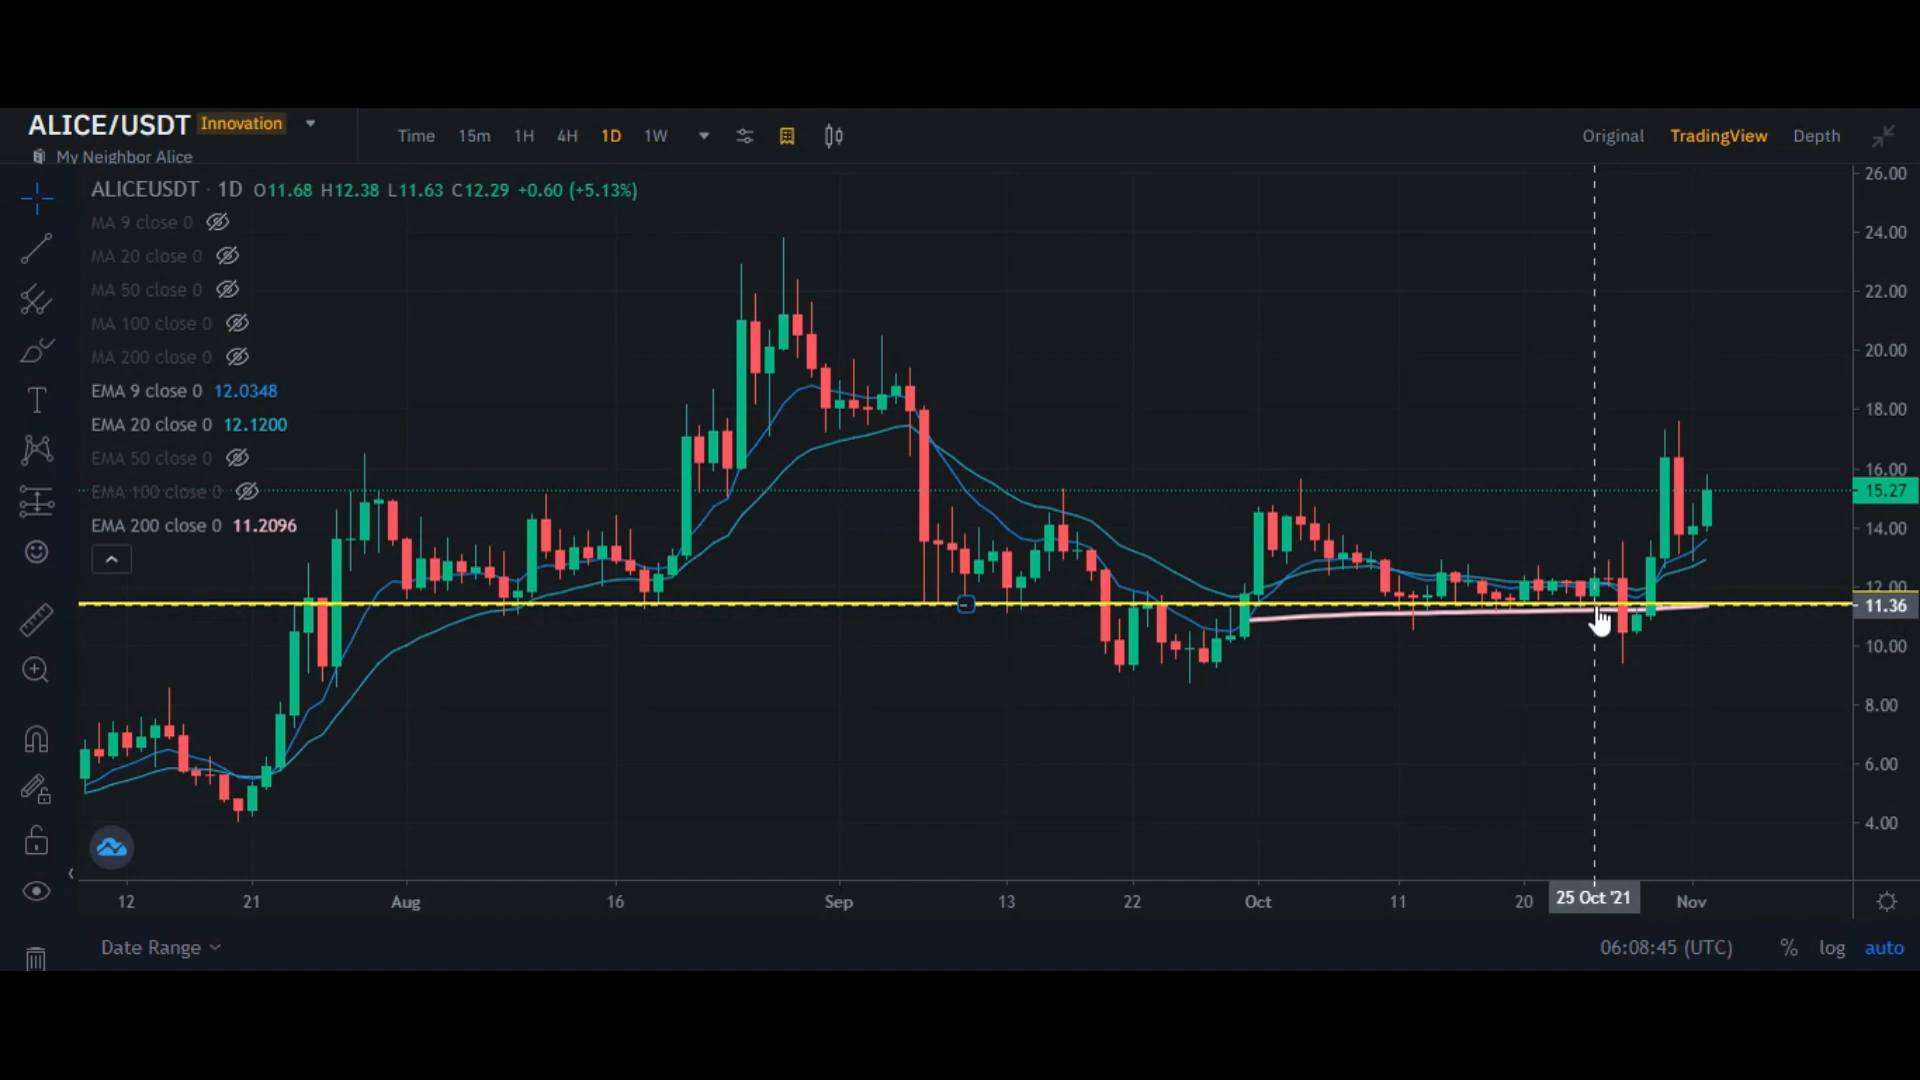 ALICE/USDT Innovation
My Neighbor Alice
Time 15m 1H 4H 1D 1W
Original TradingView Depth
ALICEUSDT · 1D O11.68 H12.38 L11.63 C12.29 +0.60 (+5.13%)
MA 9 close 0
MA 20 close 0
MA 50 close 0
MA 100 close 0
MA 200 close 0
EMA 9 close 0 12.0348
EMA 20 close 0 12.1200
EMA 50 close 0
EMA 100 close 0
EMA 200 close 0 11.2096
26.00
24.00
22.00
20.00
18.00
16.00
15.27
14.00
12.00
11.36
10.00
8.00
6.00
4.00
12 21 Aug 16 Sep 13 22 Oct 11 20 25 Oct '21 Nov
Date Range
06:08:45 (UTC) % log auto